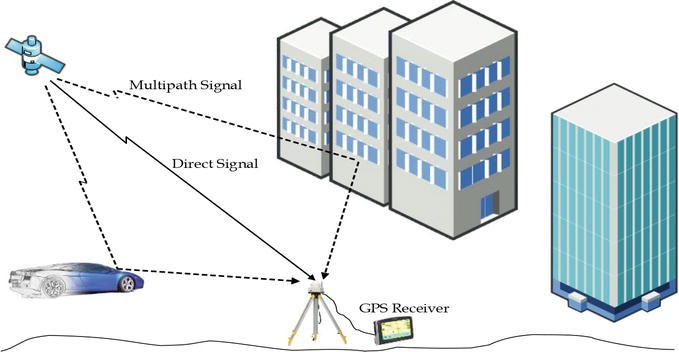 Multipath Signal
Direct Signal
GPS Receiver